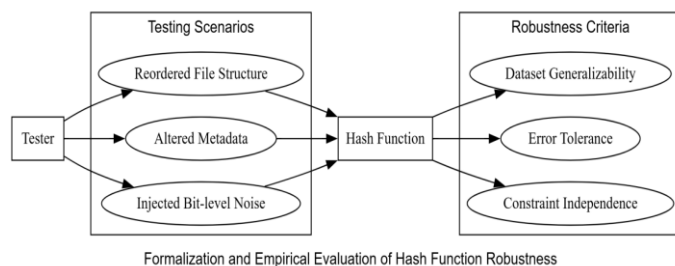 Testing Scenarios
Robustness Criteria
Reordered File Structure
Dataset Generalizability
Tester
Altered Metadata
Hash Function
Error Tolerance
Injected Bit-level Noise
Constraint Independence
Formalization and Empirical Evaluation of Hash Function Robustness